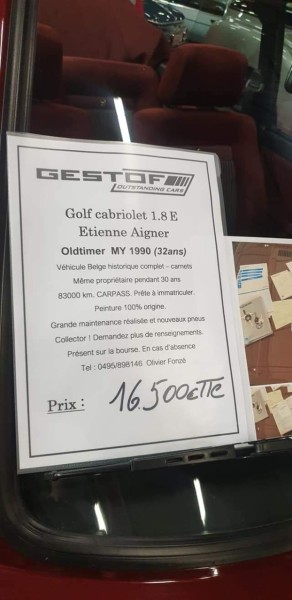 GESTOF
OUTSTANDING CARS
Golf cabriolet 1.8 E
Etienne Aigner
Oldtimer MY 1990 (32ans)
Véhicule Belge historique complet – carnets
Même propriétaire pendant 30 ans
83000 km. CARPASS. Prête à immatriculer.
Peinture 100% origine.
Grande maintenance réalisée et nouveaux pneus
Collector ! Demandez plus de renseignements.
Présent sur la bourse. En cas d'absence
Tel : 0495/898146 Olivier Fonzé
Prix : 16.500€TTC